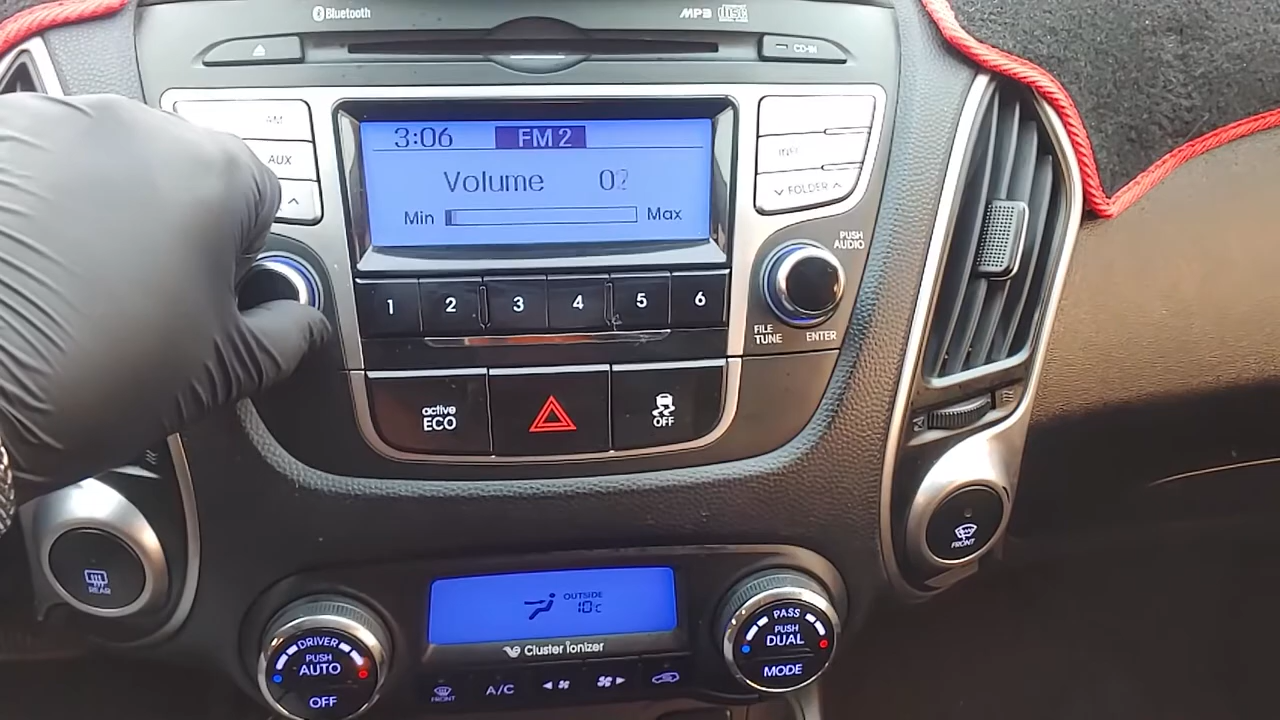 Bluetooth
MP3
disc
CD-IN
AM
AUX
3:06
FM 2
Volume
Min
Max
INFO
FOLDER
PUSH
AUDIO
FILE
TUNE
ENTER
1
2
3
4
5
6
active
ECO
OFF
REAR
FRONT
OUTSIDE
10c
Cluster ionizer
DRIVER
PUSH
AUTO
OFF
FRONT
A/C
PASS
PUSH
DUAL
MODE